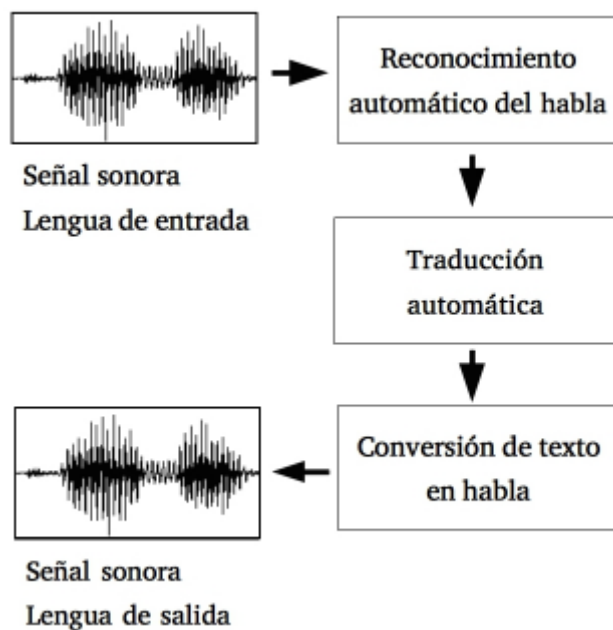 Reconocimiento
automático del habla
Señal sonora
Lengua de entrada
Traducción
automática
Conversión de texto
en habla
Señal sonora
Lengua de salida